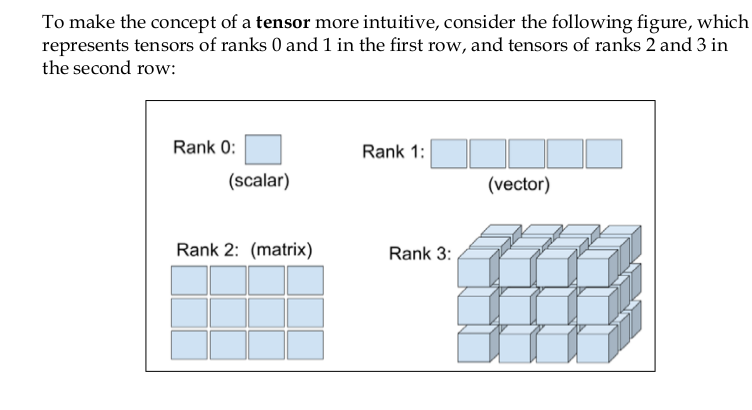 To make the concept of a tensor more intuitive, consider the following figure, which
represents tensors of ranks 0 and 1 in the first row, and tensors of ranks 2 and 3 in
the second row:
Rank 0:
(scalar)
Rank 1:
(vector)
Rank 2: (matrix)
Rank 3: